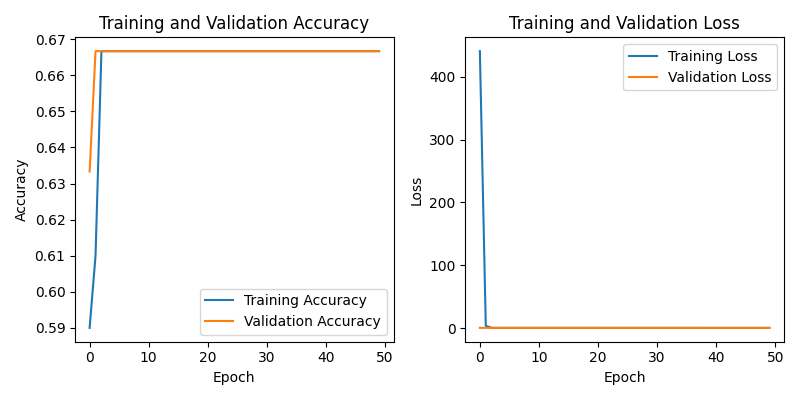 Training and Validation Accuracy
0.67
0.66
0.65
0.64
0.63
0.62
0.61
0.60
0.59
Accuracy
Training Accuracy
Validation Accuracy
0 10 20 30 40 50
Epoch
Training and Validation Loss
Training Loss
Validation Loss
400
300
200
100
0
Loss
0 10 20 30 40 50
Epoch